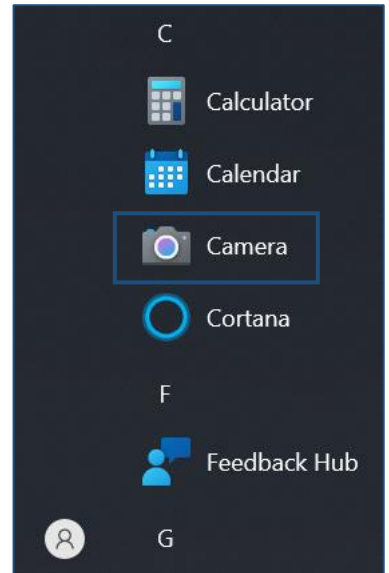 C
Calculator
Calendar
Camera
Cortana
F
Feedback Hub
G